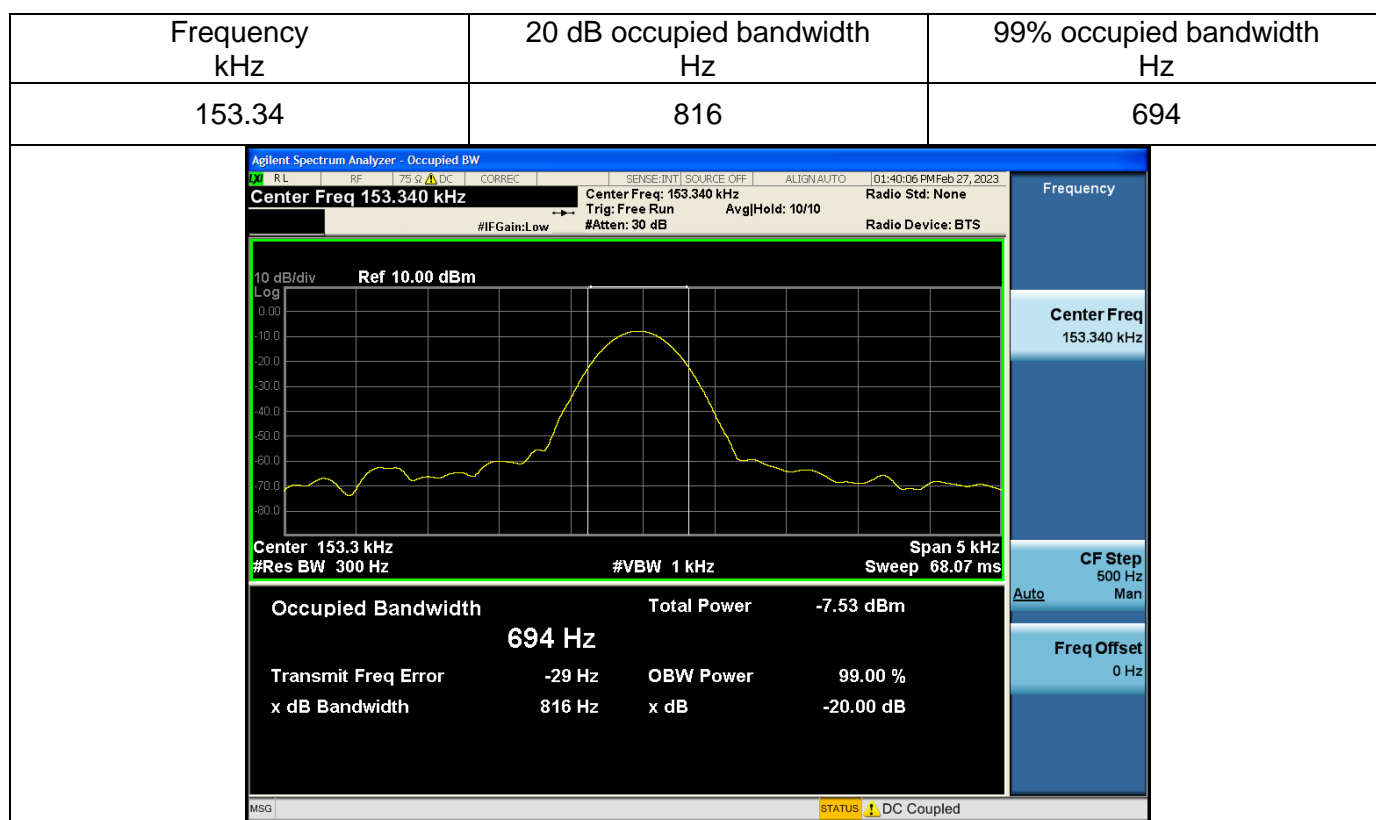 Frequency 20 dB occupied bandwidth 99% occupied bandwidth
kHz Hz Hz
153.34 816 694
Agilent Spectrum Analyzer - Occupied BW
LXI RL RF 75 Ω DC CORREC SENSE:INT SOURCE OFF ALIGN AUTO 01:40:06 PM Feb 27, 2023
Center Freq 153.340 kHz Center Freq: 153.340 kHz Radio Std: None Frequency
Trig: Free Run Avg|Hold: 10/10
#IFGain:Low #Atten: 30 dB Radio Device: BTS
10 dB/div Ref 10.00 dBm
Log
0.00
-10.0
-20.0
-30.0
-40.0
-50.0
-60.0
-70.0
-80.0
Center 153.3 kHz Span 5 kHz
#Res BW 300 Hz #VBW 1 kHz Sweep 68.07 ms
Occupied Bandwidth Total Power -7.53 dBm
694 Hz
Transmit Freq Error -29 Hz OBW Power 99.00 %
x dB Bandwidth 816 Hz x dB -20.00 dB
Center Freq
153.340 kHz
CF Step
500 Hz
Auto Man
Freq Offset
0 Hz
MSG STATUS DC Coupled